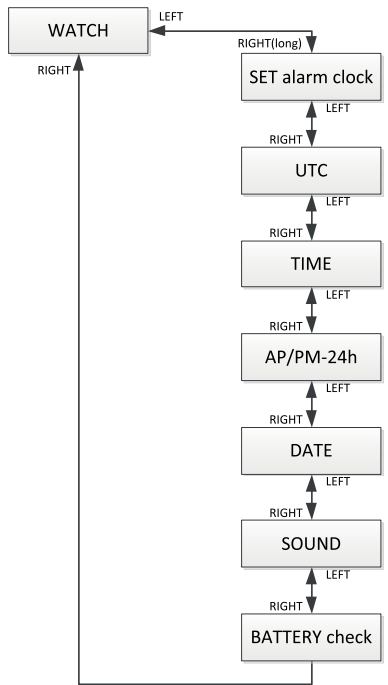 LEFT
WATCH
RIGHT(long)
RIGHT
SET alarm clock
LEFT
RIGHT
UTC
LEFT
RIGHT
TIME
LEFT
RIGHT
AP/PM-24h
LEFT
RIGHT
DATE
LEFT
RIGHT
SOUND
LEFT
RIGHT
BATTERY check